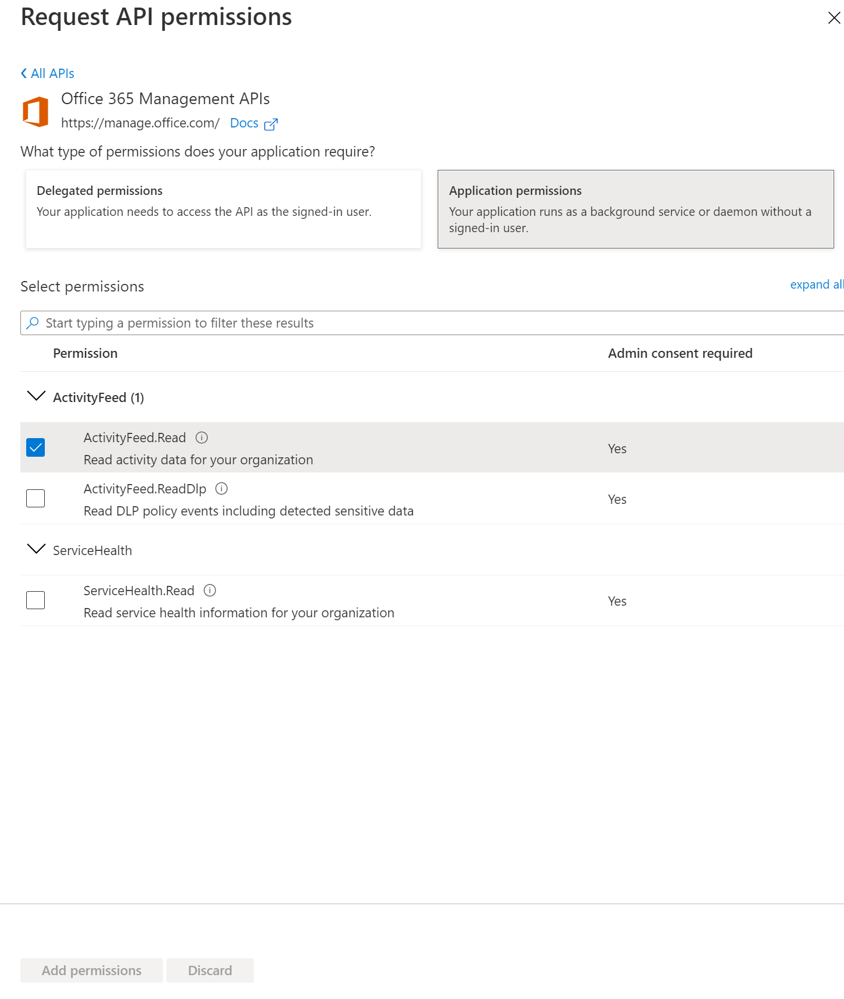 Request API permissions
All APIs
Office 365 Management APIs
https://manage.office.com/ Docs
What type of permissions does your application require?
Delegated permissions
Your application needs to access the API as the signed-in user.
Application permissions
Your application runs as a background service or daemon without a
signed-in user.
Select permissions
expand all
Start typing a permission to filter these results
Permission
Admin consent required
ActivityFeed (1)
ActivityFeed.Read
Read activity data for your organization
Yes
ActivityFeed.ReadDlp
Read DLP policy events including detected sensitive data
Yes
ServiceHealth
ServiceHealth.Read
Read service health information for your organization
Yes
Add permissions
Discard